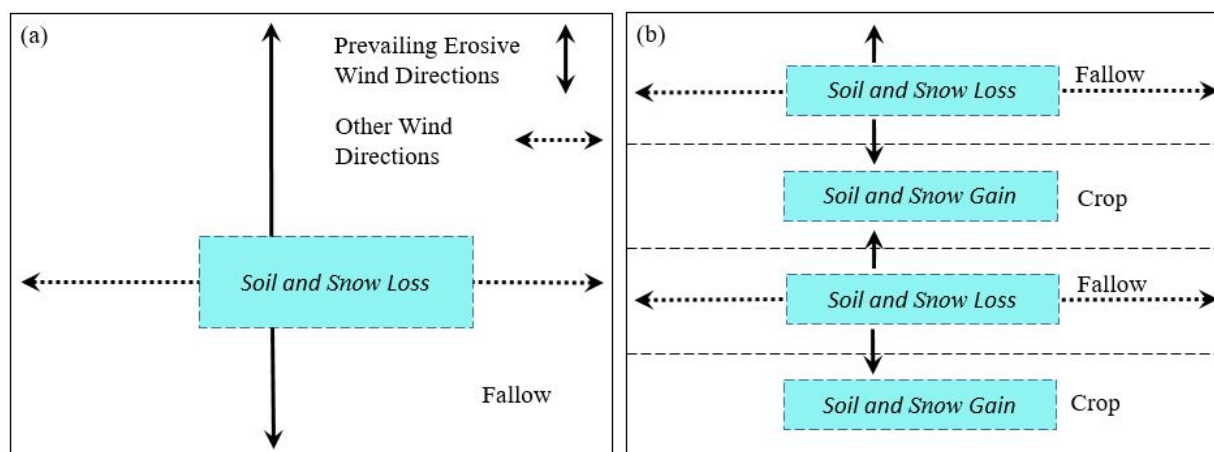 (a)
Prevailing Erosive
Wind Directions
Other Wind
Directions
Soil and Snow Loss
Fallow
(b)
Fallow
Soil and Snow Loss
Soil and Snow Gain
Crop
Fallow
Soil and Snow Loss
Soil and Snow Gain
Crop